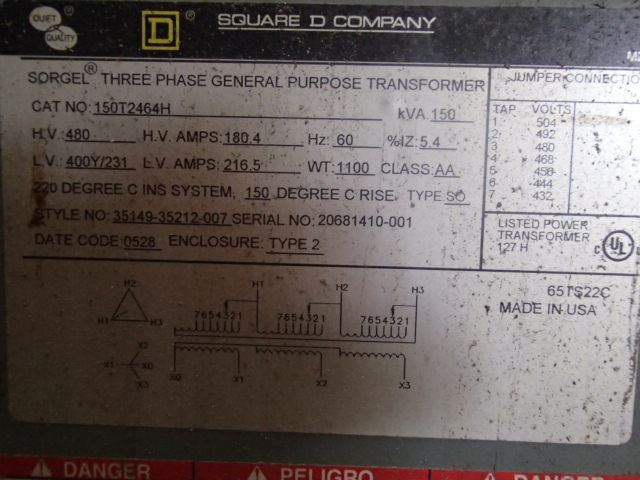 QUIET
QUALITY
D
SQUARE D COMPANY
SORGEL® THREE PHASE GENERAL PURPOSE TRANSFORMER
CAT NO: 150T2464H kVA 150
H.V: 480 H.V. AMPS: 180.4 Hz: 60 %IZ: 5.4
L.V.: 400Y/231 L.V. AMPS: 216.5 WT: 1100 CLASS: AA
220 DEGREE C INS SYSTEM, 150 DEGREE C RISE, TYPE SO
STYLE NO: 35149-35212-007 SERIAL NO: 20681410-001
DATE CODE 0528 ENCLOSURE: TYPE 2
JUMPER CONNECTIO
TAP VOLTS
1 504
2 492
3 480
4 468
5 456
6 444
7 432
LISTED POWER
TRANSFORMER
127 H
C UL ®
65TS22C
MADE IN USA
H2
H1 H3
X2
X1 X0
X3
H1 H2 H3
7654321 7654321 7654321
X0 X1 X2 X3
DANGER PELIGRO DANGER